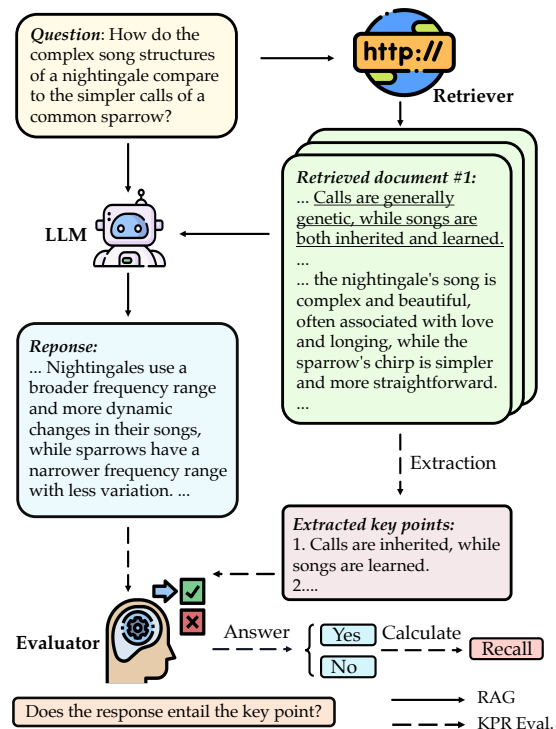 Question: How do the
complex song structures
of a nightingale compare
to the simpler calls of a
common sparrow?
http://
Retriever
Retrieved document #1:
... Calls are generally
genetic, while songs are
both inherited and learned.
...
... the nightingale's song is
complex and beautiful,
often associated with love
and longing, while the
sparrow's chirp is simpler
and more straightforward.
...
LLM
Reponse:
... Nightingales use a
broader frequency range
and more dynamic
changes in their songs,
while sparrows have a
narrower frequency range
with less variation. ...
Extraction
Extracted key points:
1. Calls are inherited, while
songs are learned.
2....
Evaluator
Answer
Yes
No
Calculate
Recall
Does the response entail the key point?
RAG
KPR Eval.